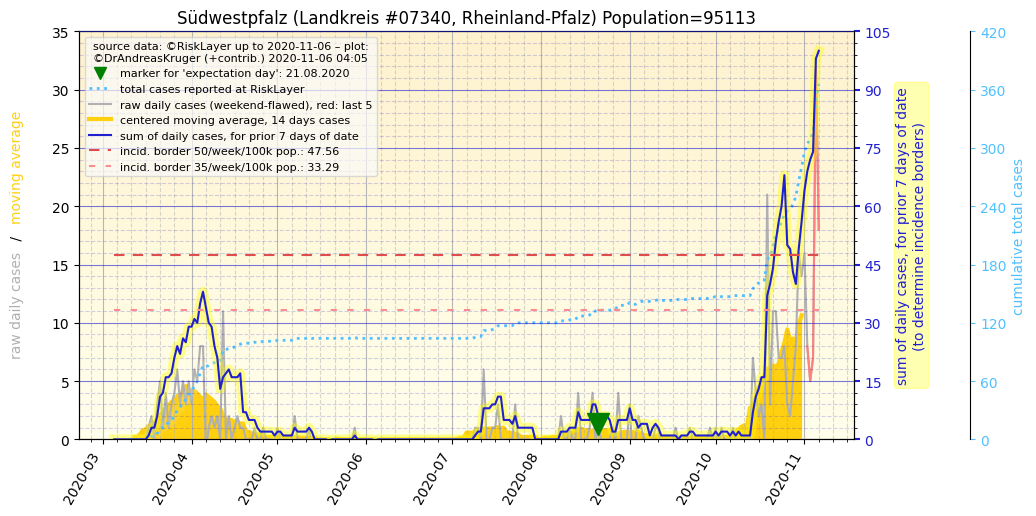 Südwestpfalz (Landkreis #07340, Rheinland-Pfalz) Population=95113
source data: ©RiskLayer up to 2020-11-06 – plot:
©DrAndreasKruger (+contrib.) 2020-11-06 04:05
marker for 'expectation day': 21.08.2020
total cases reported at RiskLayer
raw daily cases (weekend-flawed), red: last 5
centered moving average, 14 days cases
sum of daily cases, for prior 7 days of date
incid. border 50/week/100k pop.: 47.56
incid. border 35/week/100k pop.: 33.29
raw daily cases / moving average
35
30
25
20
15
10
5
0
2020-03
2020-04
2020-05
2020-06
2020-07
2020-08
2020-09
2020-10
2020-11
105
90
75
60
45
30
15
0
sum of daily cases, for prior 7 days of date
(to determine incidence borders)
420
360
300
240
180
120
60
0
cumulative total cases